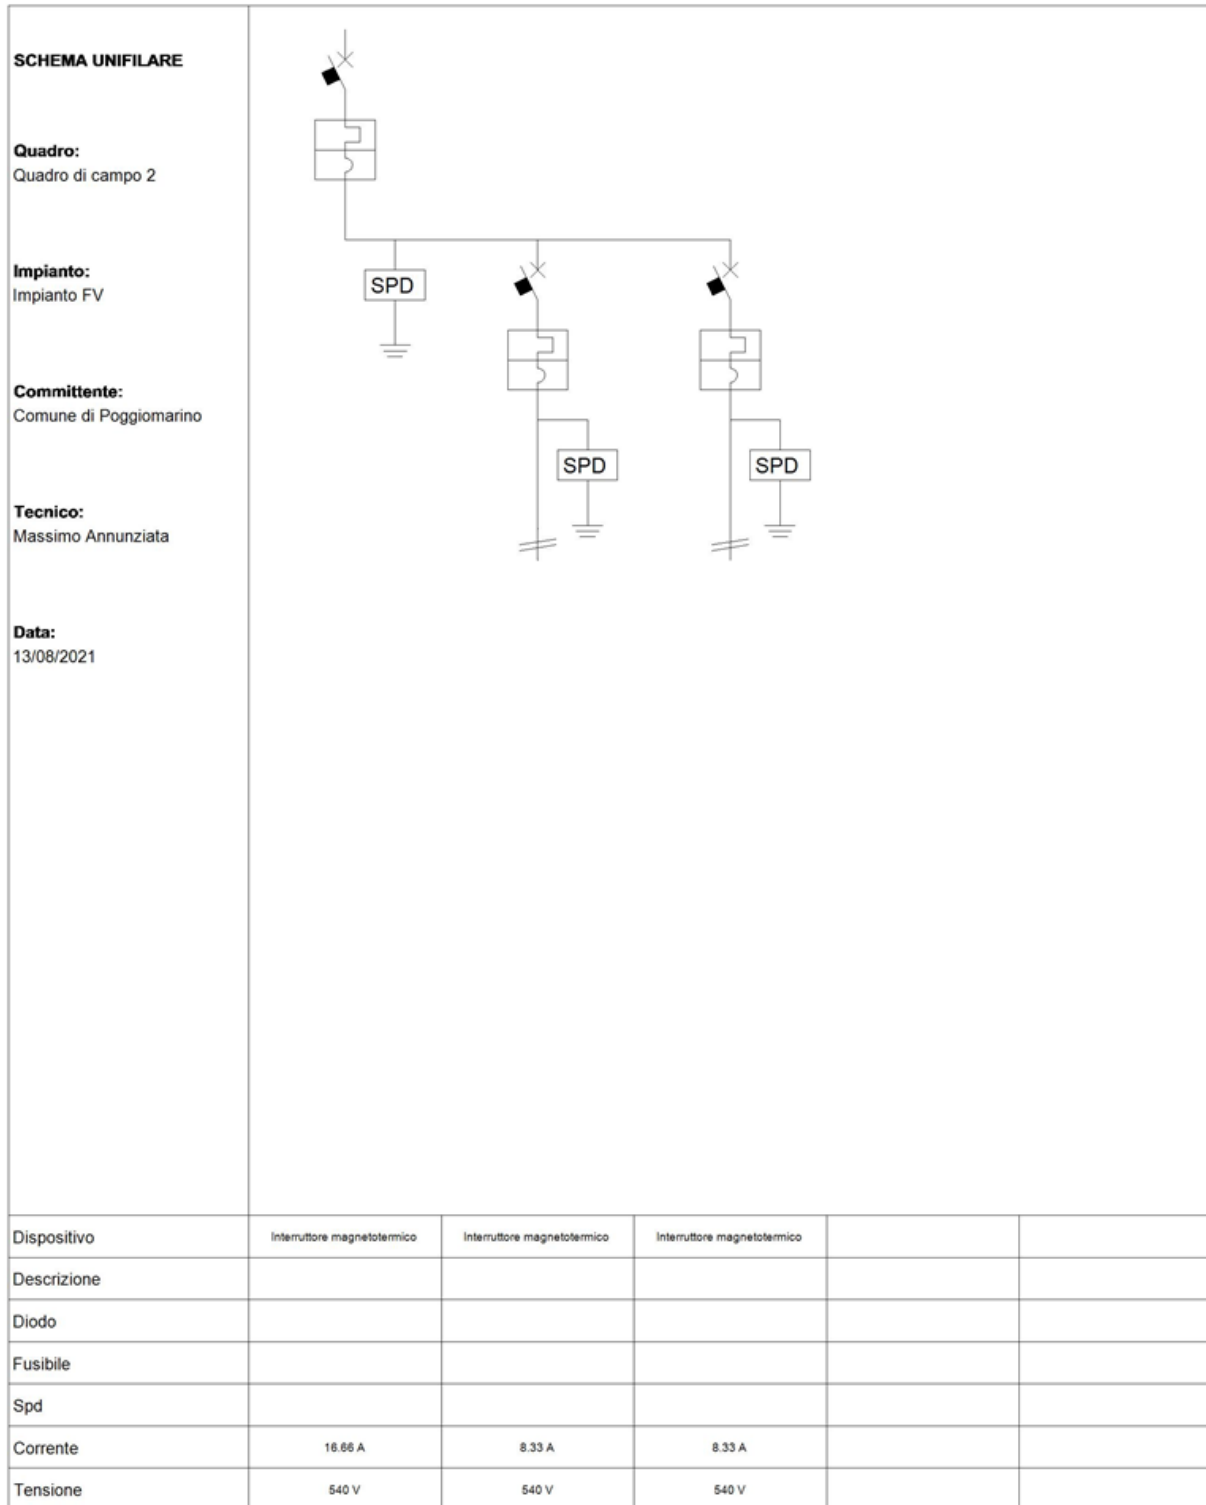 SCHEMA UNIFILARE
Quadro:
Quadro di campo 2
Impianto:
Impianto FV
Committente:
Comune di Poggiomarino
Tecnico:
Massimo Annunziata
Data:
13/08/2021
SPD
SPD SPD
Dispositivo Interruttore magnetotermico Interruttore magnetotermico Interruttore magnetotermico
Descrizione
Diodo
Fusibile
Spd
Corrente 16.66 A 8.33 A 8.33 A
Tensione 540 V 540 V 540 V